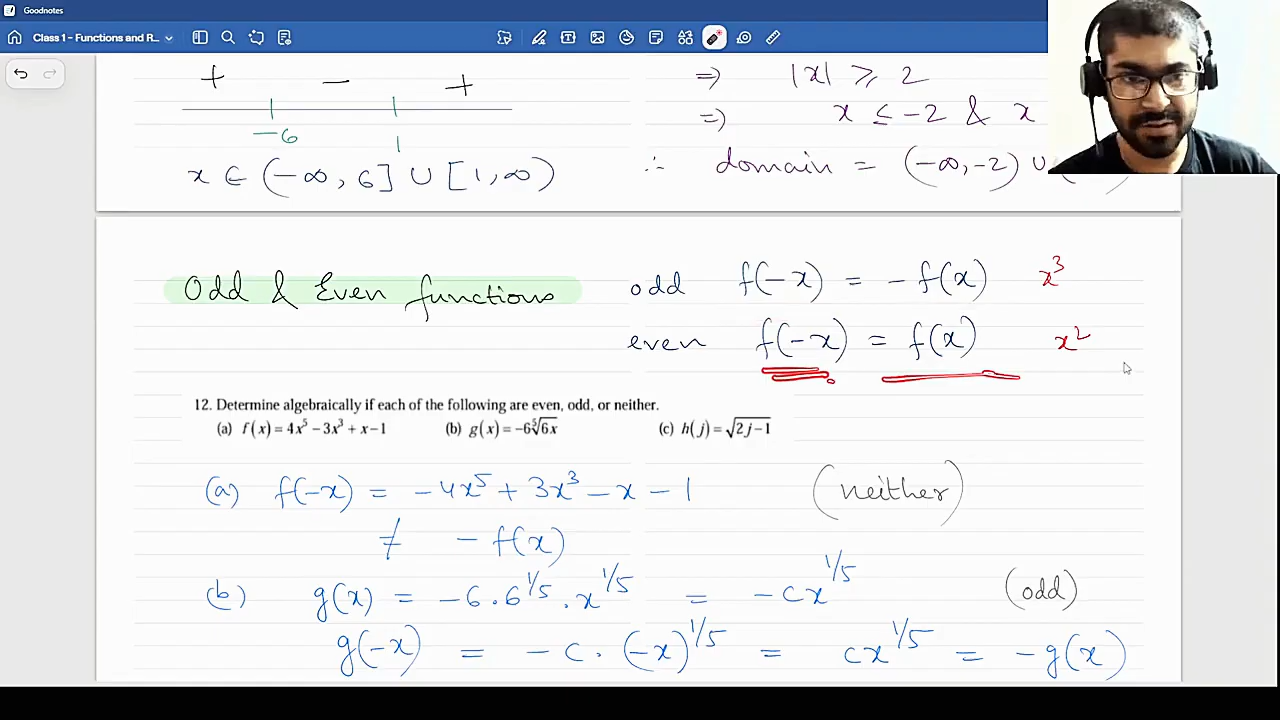 Goodnotes
Class 1 - Functions and R...
+ − +
-6 1
x ∈ (-∞, 6] ∪ [1, ∞)
=> |x| ≥ 2
=> x ≤ -2 & x
∴ domain = (-∞, -2) ∪
Odd & Even functions
odd f(-x) = -f(x) x³
even f(-x) = f(x) x²
12. Determine algebraically if each of the following are even, odd, or neither.
(a) f(x) = 4x⁵ − 3x³ + x − 1 (b) g(x) = −6⁵√6x (c) h(j) = √2j−1
(a) f(-x) = -4x⁵ + 3x³ - x - 1 (neither)
≠ - f(x)
(b) g(x) = -6 · 6^1/5 · x^1/5 = -cx^1/5 (odd)
g(-x) = -c · (-x)^1/5 = cx^1/5 = -g(x)